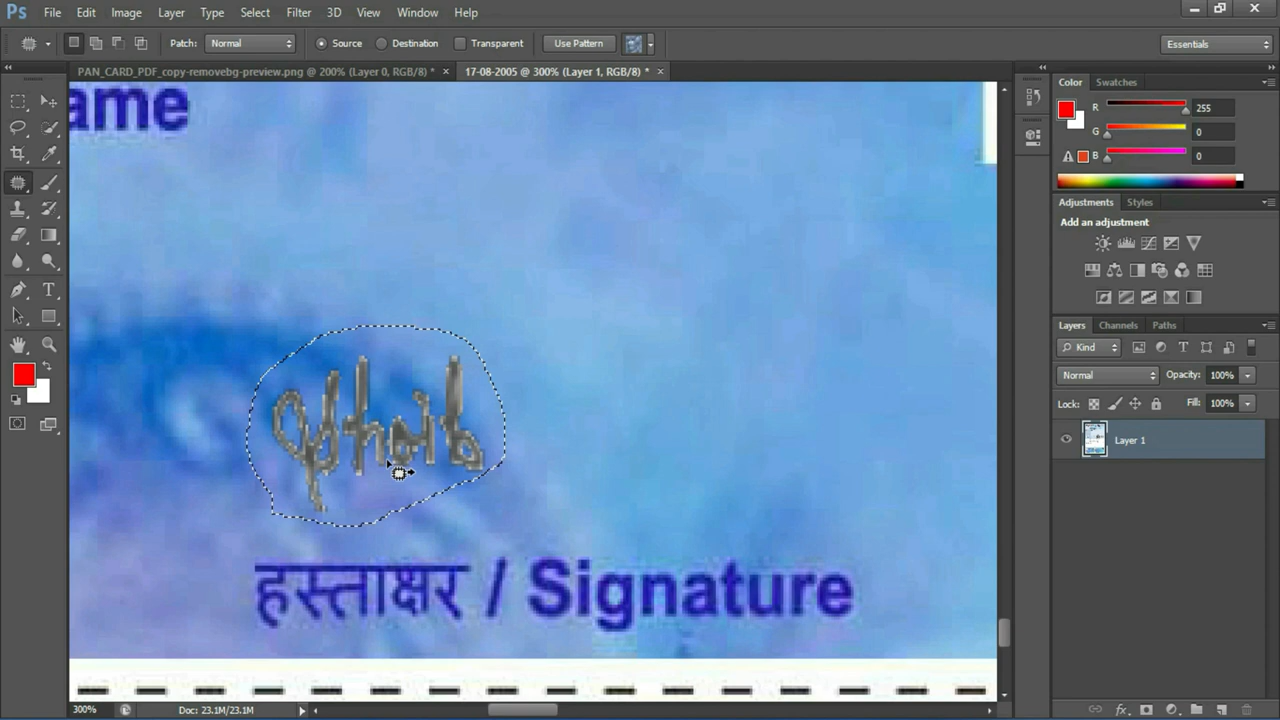 Ps File Edit Image Layer Type Select Filter 3D View Window Help
Patch: Normal Source Destination Transparent Use Pattern Essentials
PAN_CARD_PDF_copy-removebg-preview.png @ 200% (Layer 0, RGB/8) * × 17-08-2005 @ 300% (Layer 1, RGB/8) * ×
Color Swatches
R 255
G 0
B 0
Adjustments Styles
Add an adjustment
Layers Channels Paths
Kind
Normal Opacity: 100%
Lock: Fill: 100%
Layer 1
ame
हस्ताक्षर / Signature
300% Doc: 23.1M/23.1M